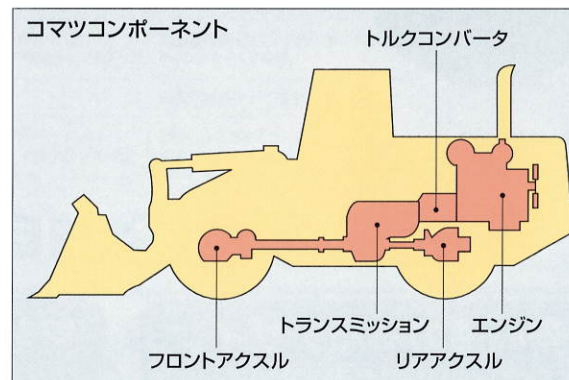 コマツコンポーネント
トルクコンバータ
トランスミッション
エンジン
フロントアクスル
リアアクスル